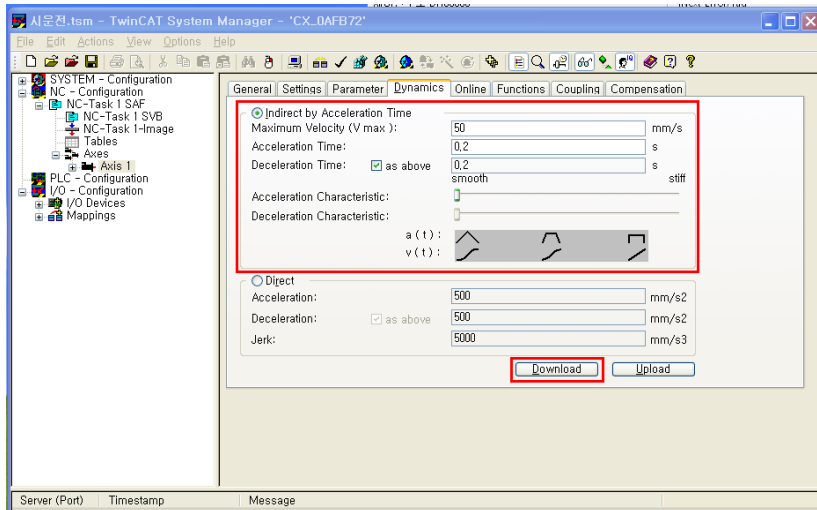 시운전.tsm - TwinCAT System Manager - 'CX_0AFB72'
File Edit Actions View Options Help
SYSTEM - Configuration
NC - Configuration
NC-Task 1 SAF
NC-Task 1 SVB
NC-Task 1-Image
Tables
Axes
Axis 1
PLC - Configuration
I/O - Configuration
I/O Devices
Mappings
General Settings Parameter Dynamics Online Functions Coupling Compensation
Indirect by Acceleration Time
Maximum Velocity (V max ): 50 mm/s
Acceleration Time: 0,2 s
Deceleration Time: as above 0,2 s
smooth stiff
Acceleration Characteristic:
Deceleration Characteristic:
a(t):
v(t):
Direct
Acceleration: 500 mm/s2
Deceleration: as above 500 mm/s2
Jerk: 5000 mm/s3
Download Upload
Server (Port) Timestamp Message